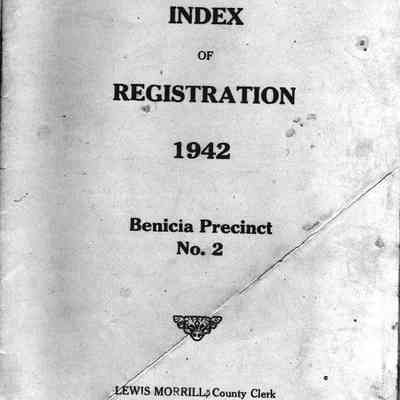 INDEX
OF
REGISTRATION
1942
Benicia Precinct
No. 2
LEWIS MORRILL, County Clerk